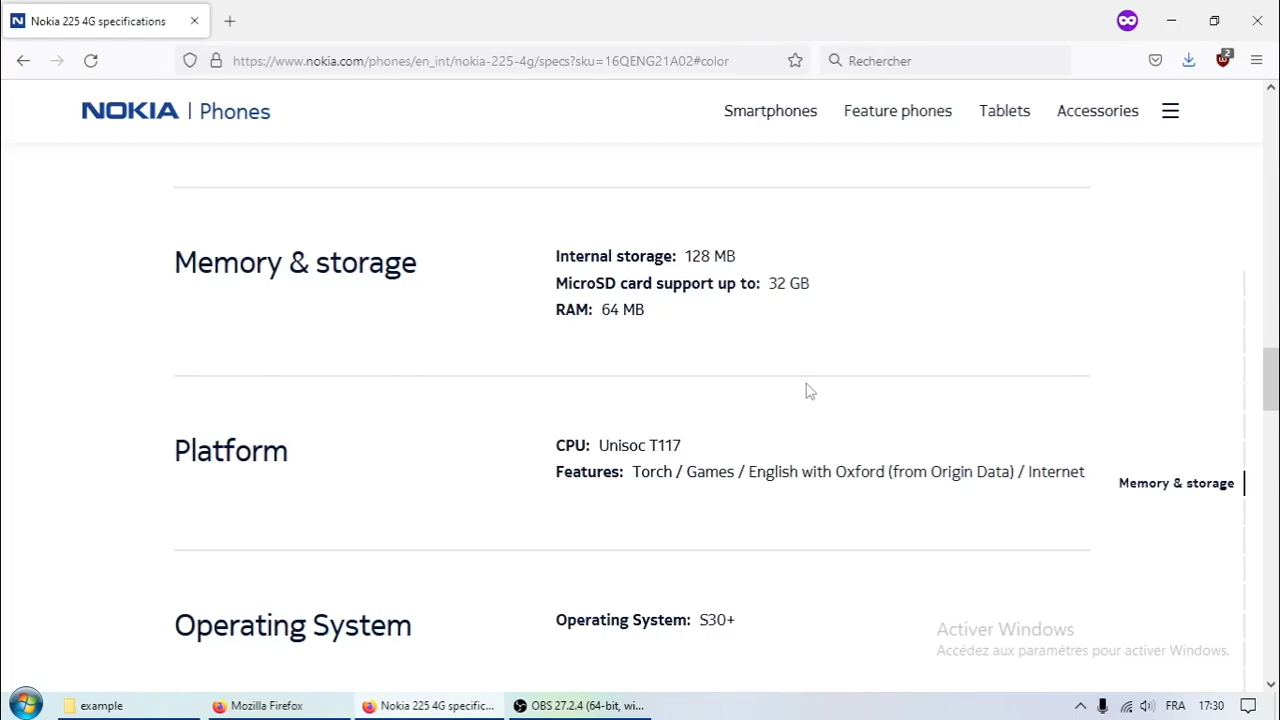 Nokia 225 4G specifications
https://www.nokia.com/phones/en_int/nokia-225-4g/specs?sku=16QENG21A02#color
Rechercher
2
NOKIA | Phones
Smartphones Feature phones Tablets Accessories
Memory & storage
Internal storage: 128 MB
MicroSD card support up to: 32 GB
RAM: 64 MB
Platform
CPU: Unisoc T117
Features: Torch / Games / English with Oxford (from Origin Data) / Internet
Memory & storage
Operating System
Operating System: S30+
Activer Windows
Accédez aux paramètres pour activer Windows.
example
Mozilla Firefox
Nokia 225 4G specific...
OBS 27.2.4 (64-bit, wi...
FRA
17:30